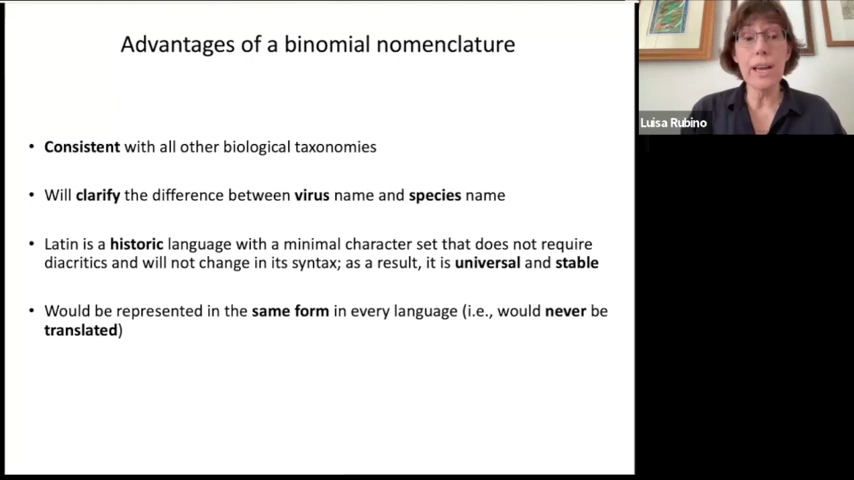 Advantages of a binomial nomenclature
• Consistent with all other biological taxonomies
• Will clarify the difference between virus name and species name
• Latin is a historic language with a minimal character set that does not require
diacritics and will not change in its syntax; as a result, it is universal and stable
• Would be represented in the same form in every language (i.e., would never be
translated)
Luisa Rubino